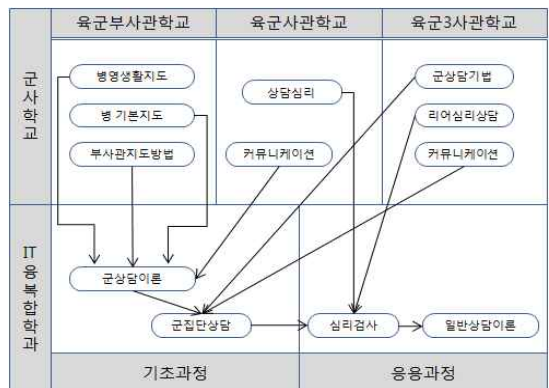 육군부사관학교
육군사관학교
육군3사관학교
군사학교
병영생활지도
병 기본지도
부사관지도방법
상담심리
커뮤니케이션
군상담기법
리어심리상담
커뮤니케이션
IT융복합학과
군상담이론
군집단상담
심리검사
일반상담이론
기초과정
응용과정